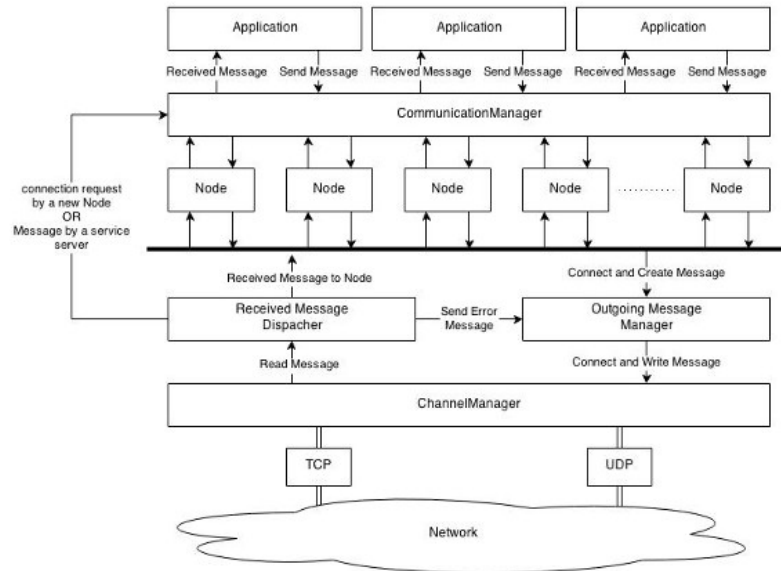 Application
Application
Application
Received Message
Send Message
Received Message
Send Message
Received Message
Send Message
CommunicationManager
connection request
by a new Node
OR
Message by a service
server
Node
Node
Node
Node
..........
Node
Received Message to Node
Connect and Create Message
Received Message
Dispacher
Send Error
Message
Outgoing Message
Manager
Read Message
Connect and Write Message
ChannelManager
TCP
UDP
Network